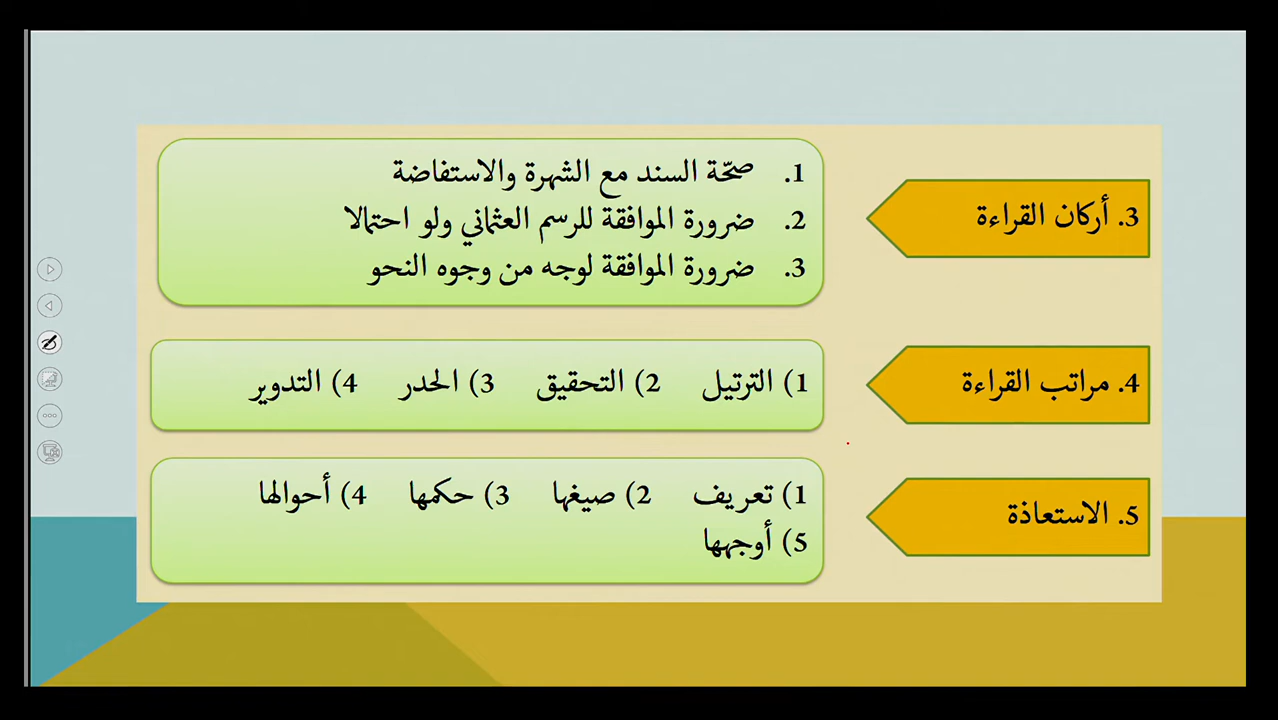 3. أركان القراءة
1. صحّة السند مع الشهرة والاستفاضة
2. ضرورة الموافقة للرسم العثماني ولو احتمالا
3. ضرورة الموافقة لوجه من وجوه النحو
4. مراتب القراءة
1) الترتيل 2) التحقيق 3) الحدر 4) التدوير
5. الاستعاذة
1) تعريف 2) صيغها 3) حكمها 4) أحوالها
5) أوجهها